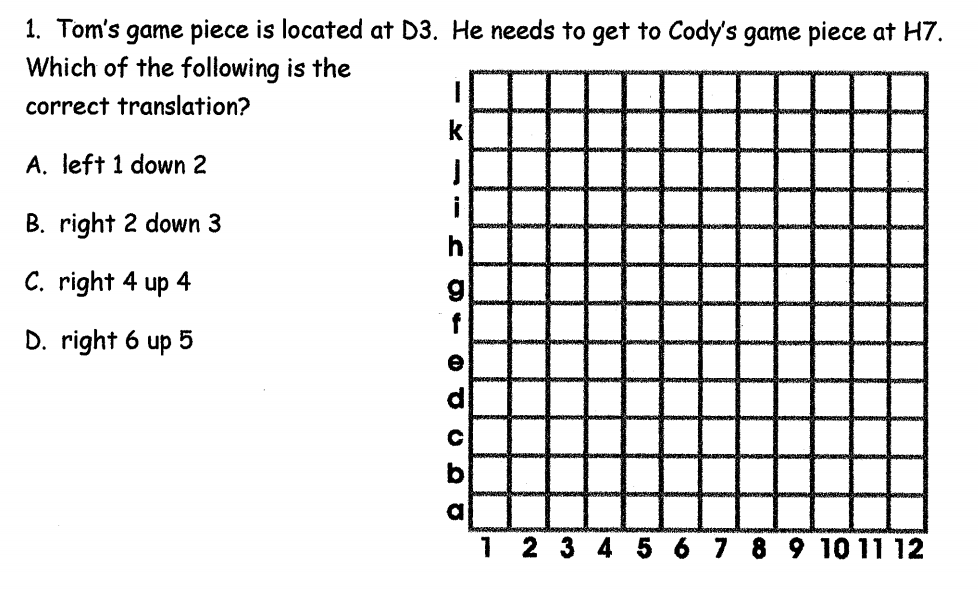 1. Tom's game piece is located at D3. He needs to get to Cody's game piece at H7.
Which of the following is the
correct translation?
A. left 1 down 2
B. right 2 down 3
C. right 4 up 4
D. right 6 up 5
l
k
j
i
h
g
f
e
d
c
b
a
1 2 3 4 5 6 7 8 9 10 11 12